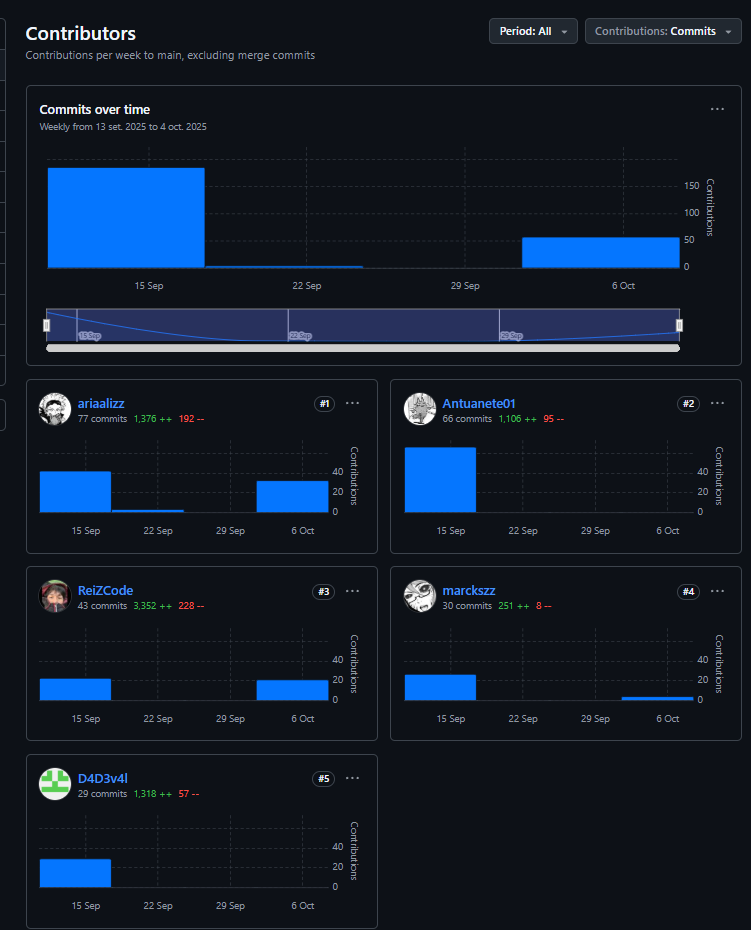 Contributors
Period: All
Contributions: Commits
Contributions per week to main, excluding merge commits
Commits over time
Weekly from 13 set. 2025 to 4 oct. 2025
150
100
50
0
Contributions
15 Sep 22 Sep 29 Sep 6 Oct
15 Sep 22 Sep 29 Sep
ariaalizz #1
77 commits 1,376 ++ 192 --
40
20
0
Contributions
15 Sep 22 Sep 29 Sep 6 Oct
Antuanete01 #2
66 commits 1,106 ++ 95 --
40
20
0
Contributions
15 Sep 22 Sep 29 Sep 6 Oct
ReiZCode #3
43 commits 3,352 ++ 228 --
40
20
0
Contributions
15 Sep 22 Sep 29 Sep 6 Oct
marckszz #4
30 commits 251 ++ 8 --
40
20
0
Contributions
15 Sep 22 Sep 29 Sep 6 Oct
D4D3v4l #5
29 commits 1,318 ++ 57 --
40
20
0
Contributions
15 Sep 22 Sep 29 Sep 6 Oct